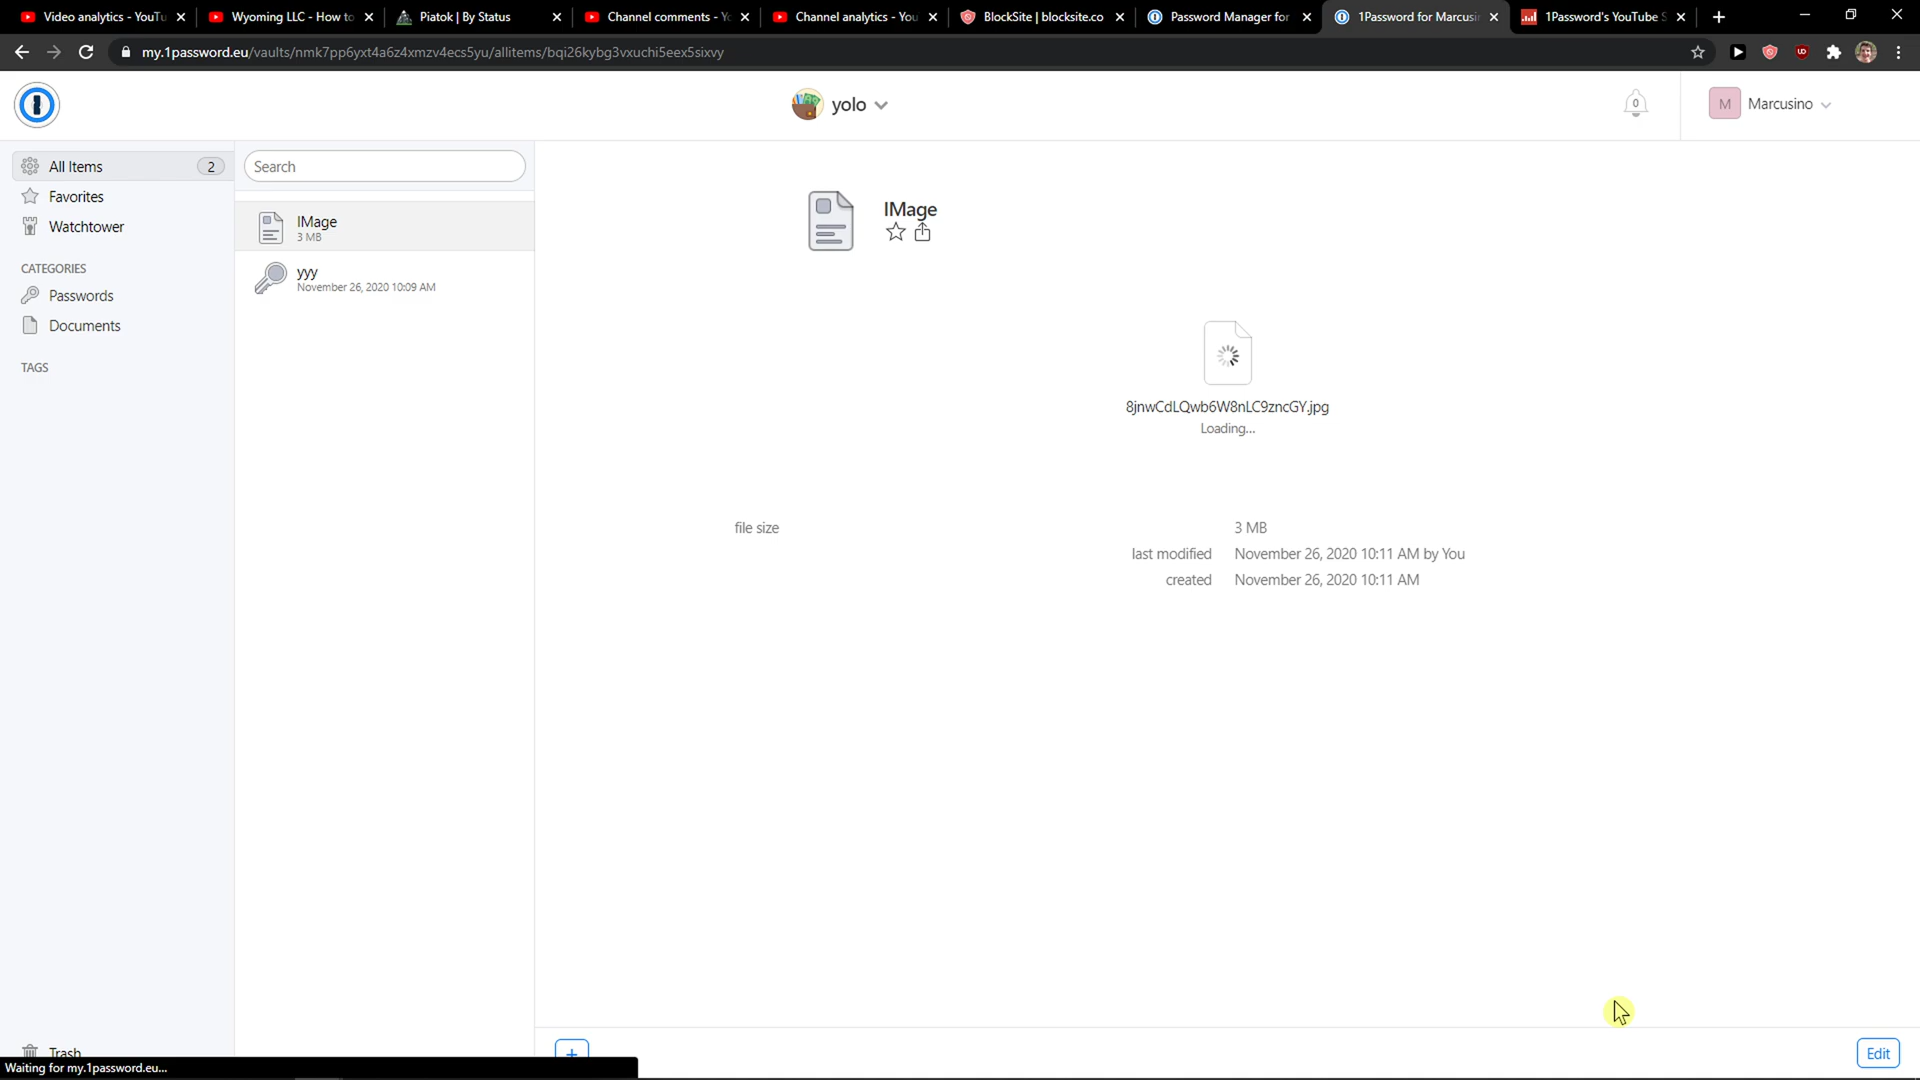 Video analytics - YouTu
Wyoming LLC - How to
Piatok | By Status
Channel comments - Yo
Channel analytics - You
BlockSite | blocksite.co
Password Manager for
1Password for Marcusi
1Password's YouTube S
my.1password.eu/vaults/nmk7pp6yxt4a6z4xmzv4ecs5yu/allitems/bqi26kybg3vxuchi5eex5sixvy
yolo
0
M
Marcusino
All Items
2
Favorites
Watchtower
CATEGORIES
Passwords
Documents
TAGS
Trash
Search
IMage
3 MB
yyy
November 26, 2020 10:09 AM
IMage
8jnwCdLQwb6W8nLC9zncGY.jpg
Loading...
file size
3 MB
last modified
November 26, 2020 10:11 AM by You
created
November 26, 2020 10:11 AM
Edit
Waiting for my.1password.eu...